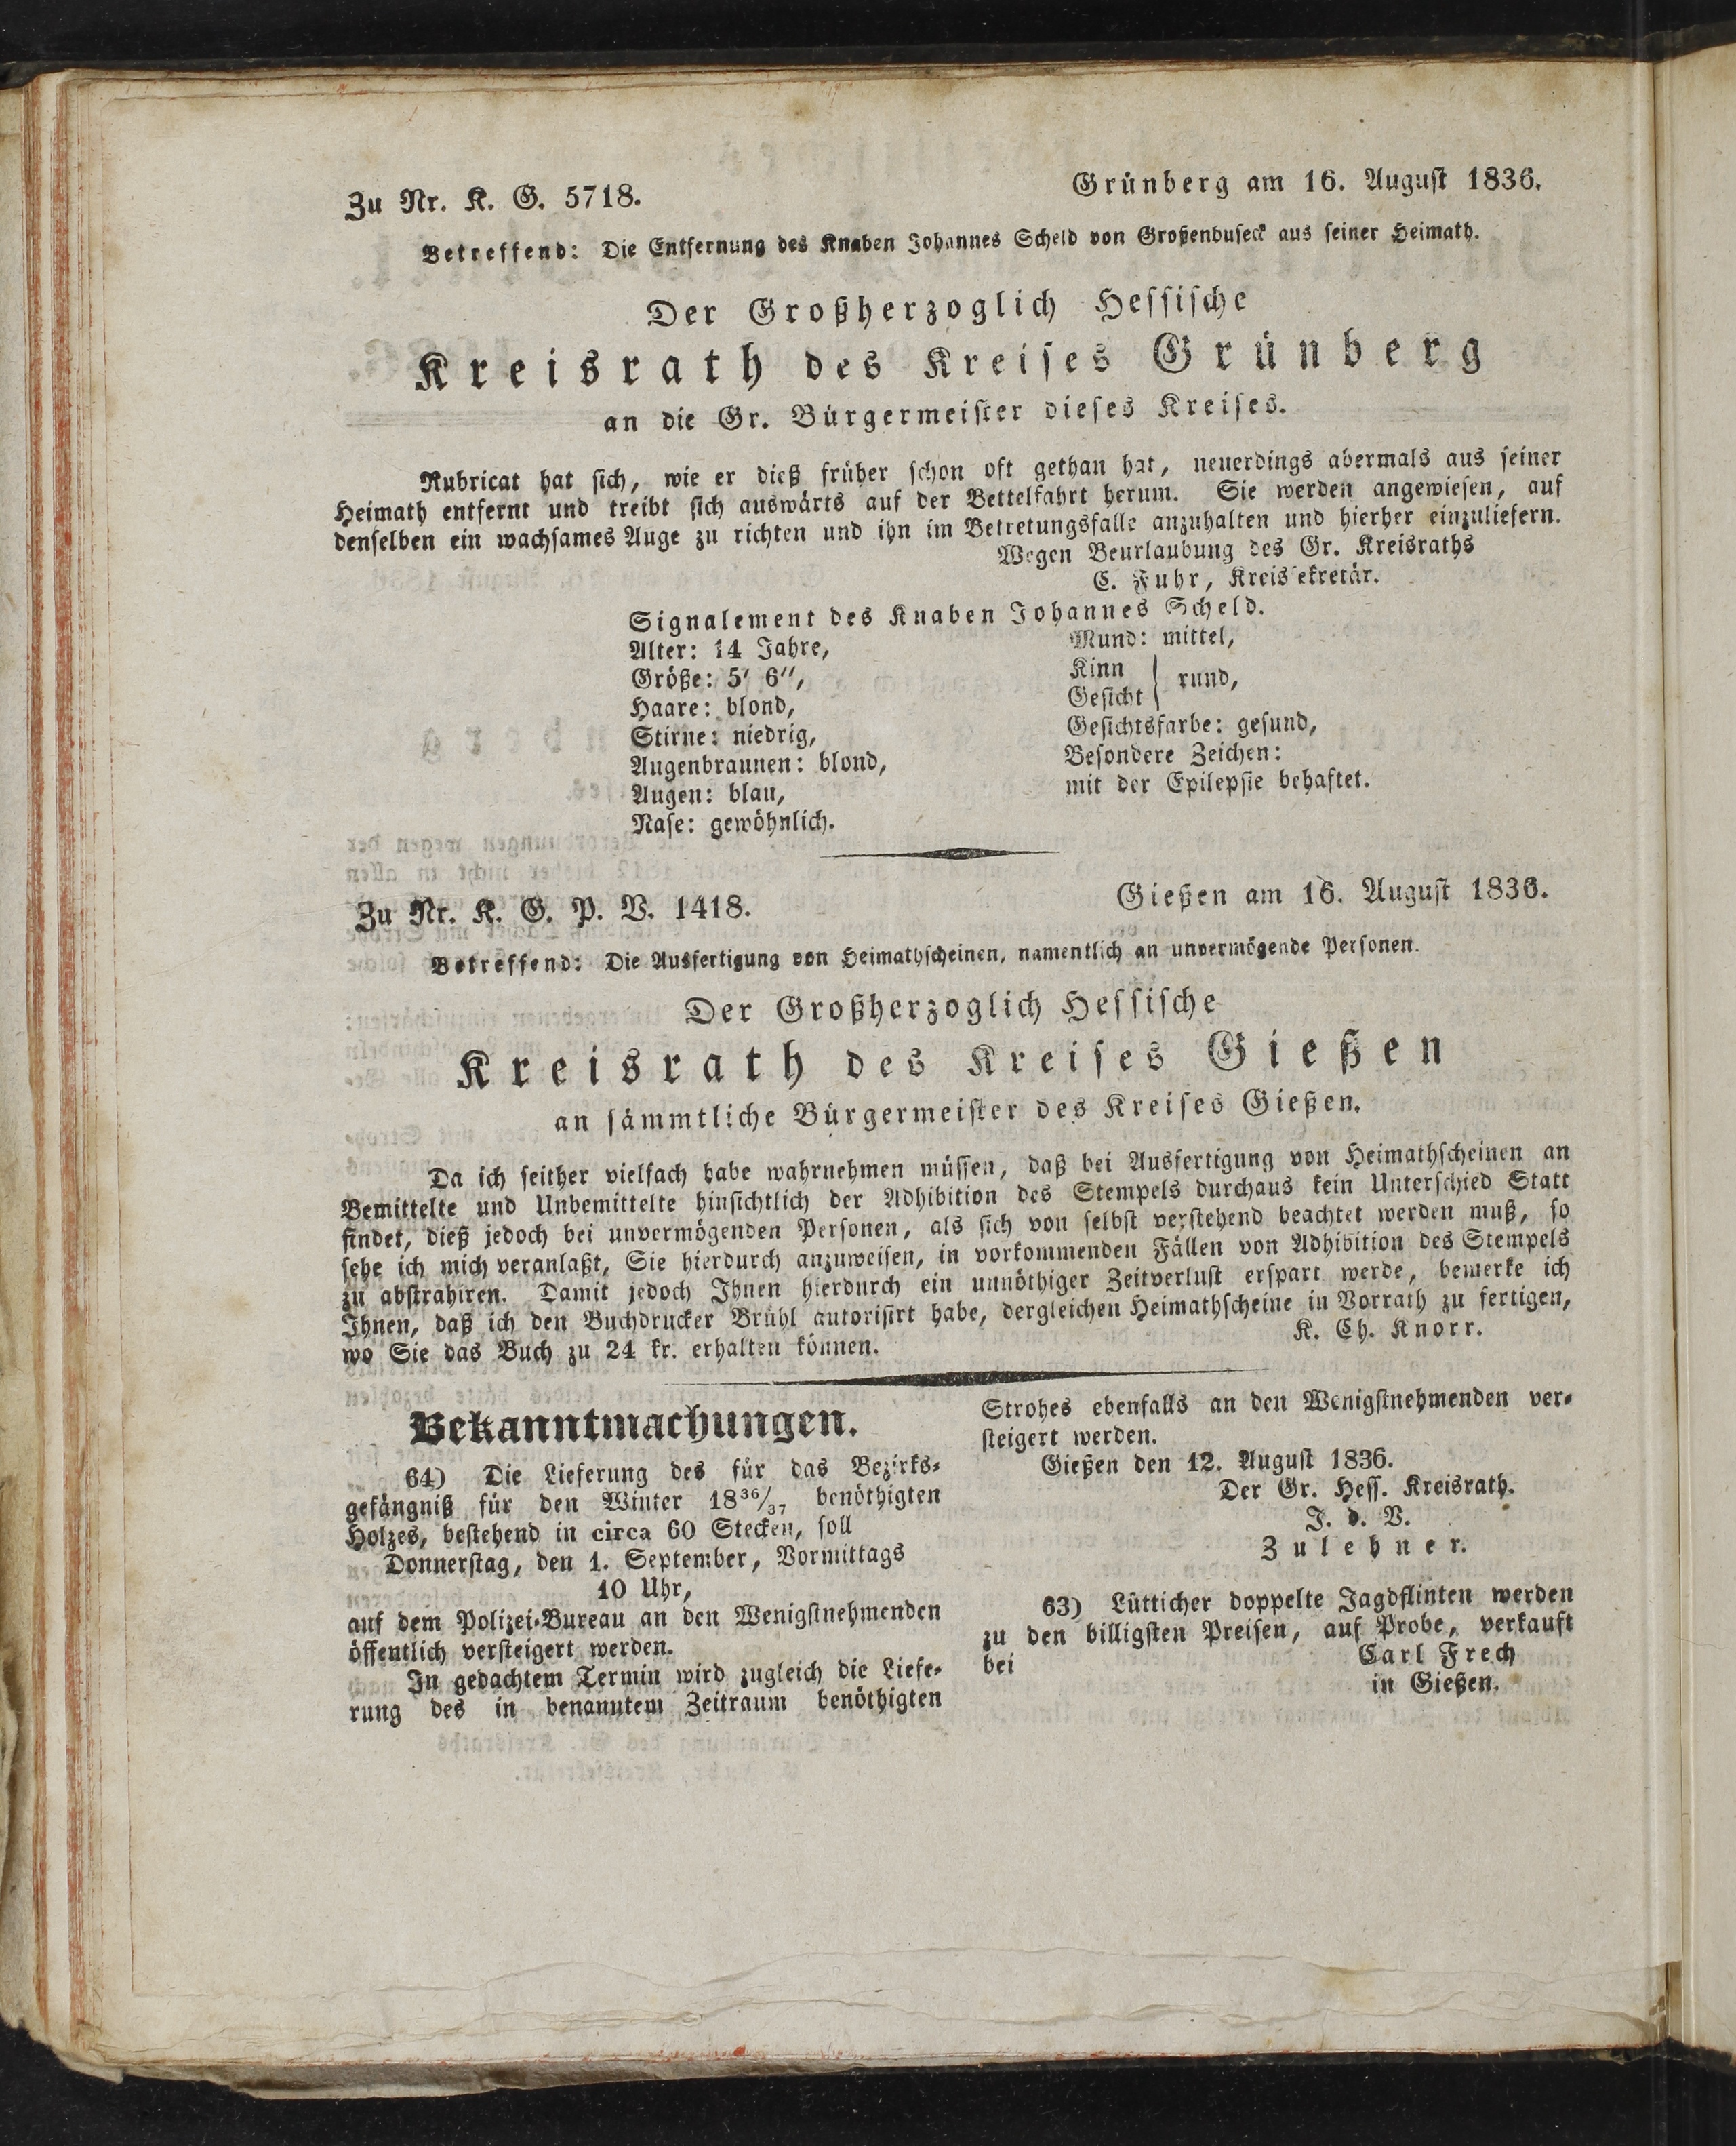 Zu Nr. K. G. 5718.
Grünberg am 16. August 1836.
Betreffend: Die Entfernung des Knaben Johannes Scheld von Großenbuseck aus seiner Heimath.
Der Großherzoglich Hessische
Kreisrath des Kreises Grünberg
an die Gr. Bürgermeister dieses Kreises.
Rubricat hat sich, wie er dieß früher schon oft gethan hat, neuerdings abermals aus seiner
Heimath entfernt und treibt sich auswärts auf der Bettelfahrt herum. Sie werden angewiesen, auf
denselben ein wachsames Auge zu richten und ihn im Betretungsfalle anzuhalten und hierher einzuliefern.
Wegen Beurlaubung des Gr. Kreisraths
C. Fuhr, Kreissekretär.
Signalement des Knaben Johannes Scheld.
Alter: 14 Jahre,
Größe: 5' 6'',
Haare: blond,
Stirne: niedrig,
Augenbraunen: blond,
Augen: blau,
Nase: gewöhnlich.
Mund: mittel,
Kinn
Gesicht } rund,
Gesichtsfarbe: gesund,
Besondere Zeichen:
mit der Epilepsie behaftet.
Zu Nr. K. G. P. V. 1418.
Gießen am 16. August 1836.
Betreffend: Die Ausfertigung von Heimathscheinen, namentlich an unvermögende Personen.
Der Großherzoglich Hessische
Kreisrath des Kreises Gießen
an sämmtliche Bürgermeister des Kreises Gießen.
Da ich seither vielfach habe wahrnehmen müssen, daß bei Ausfertigung von Heimathscheinen an
Bemittelte und Unbemittelte hinsichtlich der Adhibition des Stempels durchaus kein Unterschied Statt
findet, dieß jedoch bei unvermögenden Personen, als sich von selbst verstehend beachtet werden muß, so
sehe ich mich veranlaßt, Sie hierdurch anzuweisen, in vorkommenden Fällen von Adhibition des Stempels
zu abstrahiren. Damit jedoch Ihnen hierdurch ein unnöthiger Zeitverlust erspart werde, bemerke ich
Ihnen, daß ich den Buchdrucker Brühl autorisirt habe, dergleichen Heimathscheine in Vorrath zu fertigen,
wo Sie das Buch zu 24 kr. erhalten können.
K. Ch. Knorr.
Bekanntmachungen.
64) Die Lieferung des für das Bezirks-
gefängniß für den Winter 18³⁶/₃₇ benöthigten
Holzes, bestehend in circa 60 Stecken, soll
Donnerstag, den 1. September, Vormittags
10 Uhr,
auf dem Polizei-Bureau an den Wenigstnehmenden
öffentlich versteigert werden.
In gedachtem Termin wird zugleich die Liefe-
rung des in benanntem Zeitraum benöthigten
Strohes ebenfalls an den Wenigstnehmenden ver-
steigert werden.
Gießen den 12. August 1836.
Der Gr. Hess. Kreisrath.
J. d. V.
Zulehner.
63) Lütticher doppelte Jagdflinten werden
zu den billigsten Preisen, auf Probe, verkauft
bei
Carl Frech
in Gießen.